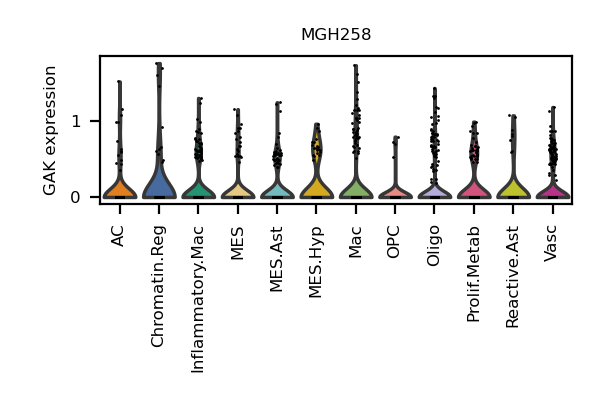 MGH258
GAK expression
1
0
AC
Chromatin.Reg
Inflammatory.Mac
MES
MES.Ast
MES.Hyp
Mac
OPC
Oligo
Prolif.Metab
Reactive.Ast
Vasc